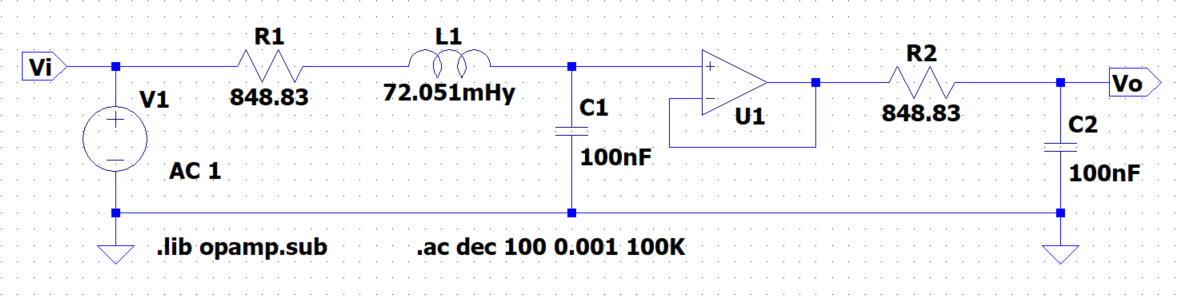 Vi
V1
AC 1
R1
848.83
L1
72.051mHy
C1
100nF
U1
R2
848.83
Vo
C2
100nF
.lib opamp.sub
.ac dec 100 0.001 100K